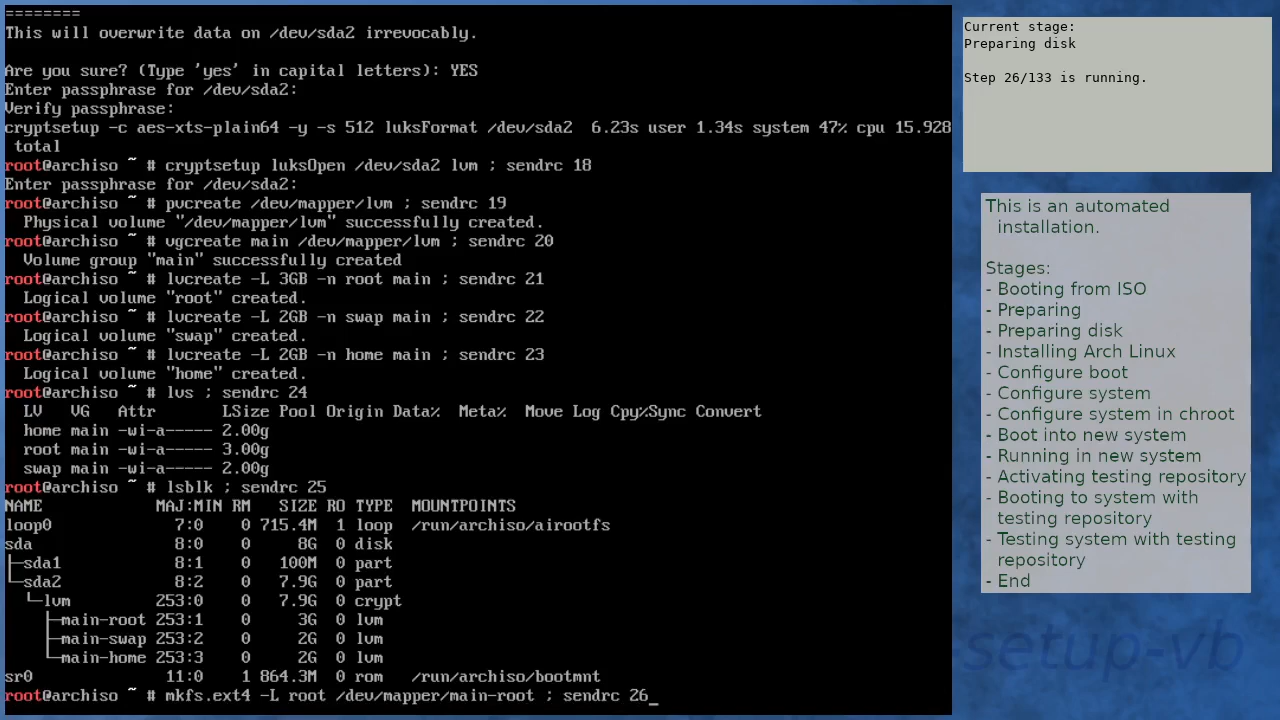 ========
This will overwrite data on /dev/sda2 irrevocably.
Are you sure? (Type 'yes' in capital letters): YES
Enter passphrase for /dev/sda2:
Verify passphrase:
cryptsetup -c aes-xts-plain64 -y -s 512 luksFormat /dev/sda2  6.23s user 1.34s system 47% cpu 15.928
 total
root@archiso ~ # cryptsetup luksOpen /dev/sda2 lvm ; sendrc 18
Enter passphrase for /dev/sda2:
root@archiso ~ # pvcreate /dev/mapper/lvm ; sendrc 19
  Physical volume "/dev/mapper/lvm" successfully created.
root@archiso ~ # vgcreate main /dev/mapper/lvm ; sendrc 20
  Volume group "main" successfully created
root@archiso ~ # lvcreate -L 3GB -n root main ; sendrc 21
  Logical volume "root" created.
root@archiso ~ # lvcreate -L 2GB -n swap main ; sendrc 22
  Logical volume "swap" created.
root@archiso ~ # lvcreate -L 2GB -n home main ; sendrc 23
  Logical volume "home" created.
root@archiso ~ # lvs ; sendrc 24
  LV   VG   Attr       LSize Pool Origin Data%  Meta%  Move Log Cpy%Sync Convert
  home main -wi-a----- 2.00g
  root main -wi-a----- 3.00g
  swap main -wi-a----- 2.00g
root@archiso ~ # lsblk ; sendrc 25
NAME            MAJ:MIN RM   SIZE RO TYPE  MOUNTPOINTS
loop0             7:0    0 715.4M  1 loop  /run/archiso/airootfs
sda               8:0    0     8G  0 disk
├─sda1            8:1    0   100M  0 part
└─sda2            8:2    0   7.9G  0 part
  └─lvm         253:0    0   7.9G  0 crypt
    ├─main-root 253:1    0     3G  0 lvm
    ├─main-swap 253:2    0     2G  0 lvm
    └─main-home 253:3    0     2G  0 lvm
sr0              11:0    1 864.3M  0 rom   /run/archiso/bootmnt
root@archiso ~ # mkfs.ext4 -L root /dev/mapper/main-root ; sendrc 26_
Current stage:
Preparing disk
Step 26/133 is running.
This is an automated
installation.
Stages:
- Booting from ISO
- Preparing
- Preparing disk
- Installing Arch Linux
- Configure boot
- Configure system
- Configure system in chroot
- Boot into new system
- Running in new system
- Activating testing repository
- Booting to system with
testing repository
- Testing system with testing
repository
- End
setup-vb